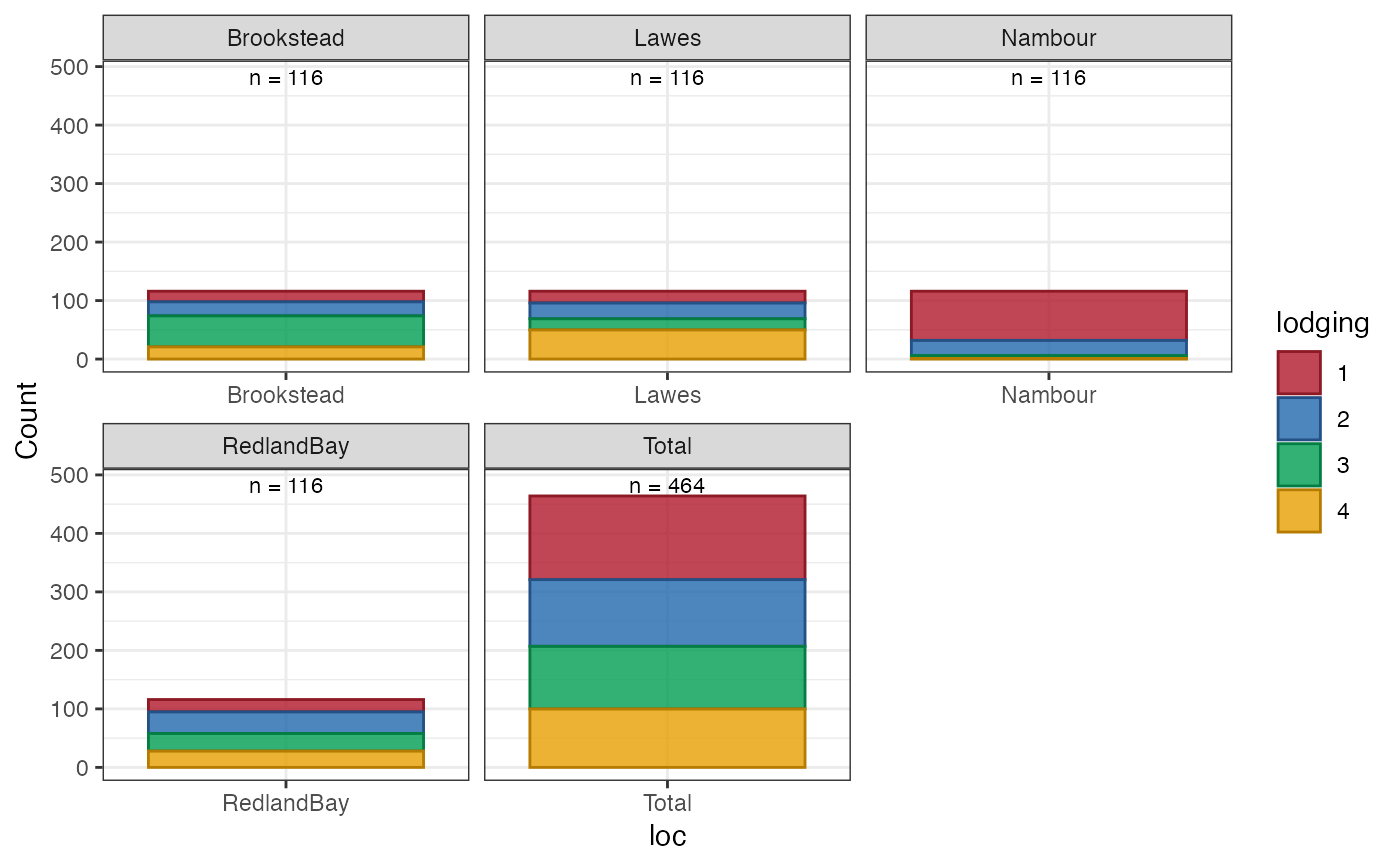 Brookstead
Lawes
Nambour
n = 116
n = 116
n = 116
500
400
300
200
100
0
Brookstead
Lawes
Nambour
Count
RedlandBay
Total
n = 116
n = 464
500
400
300
200
100
0
RedlandBay
Total
loc
lodging
1
2
3
4